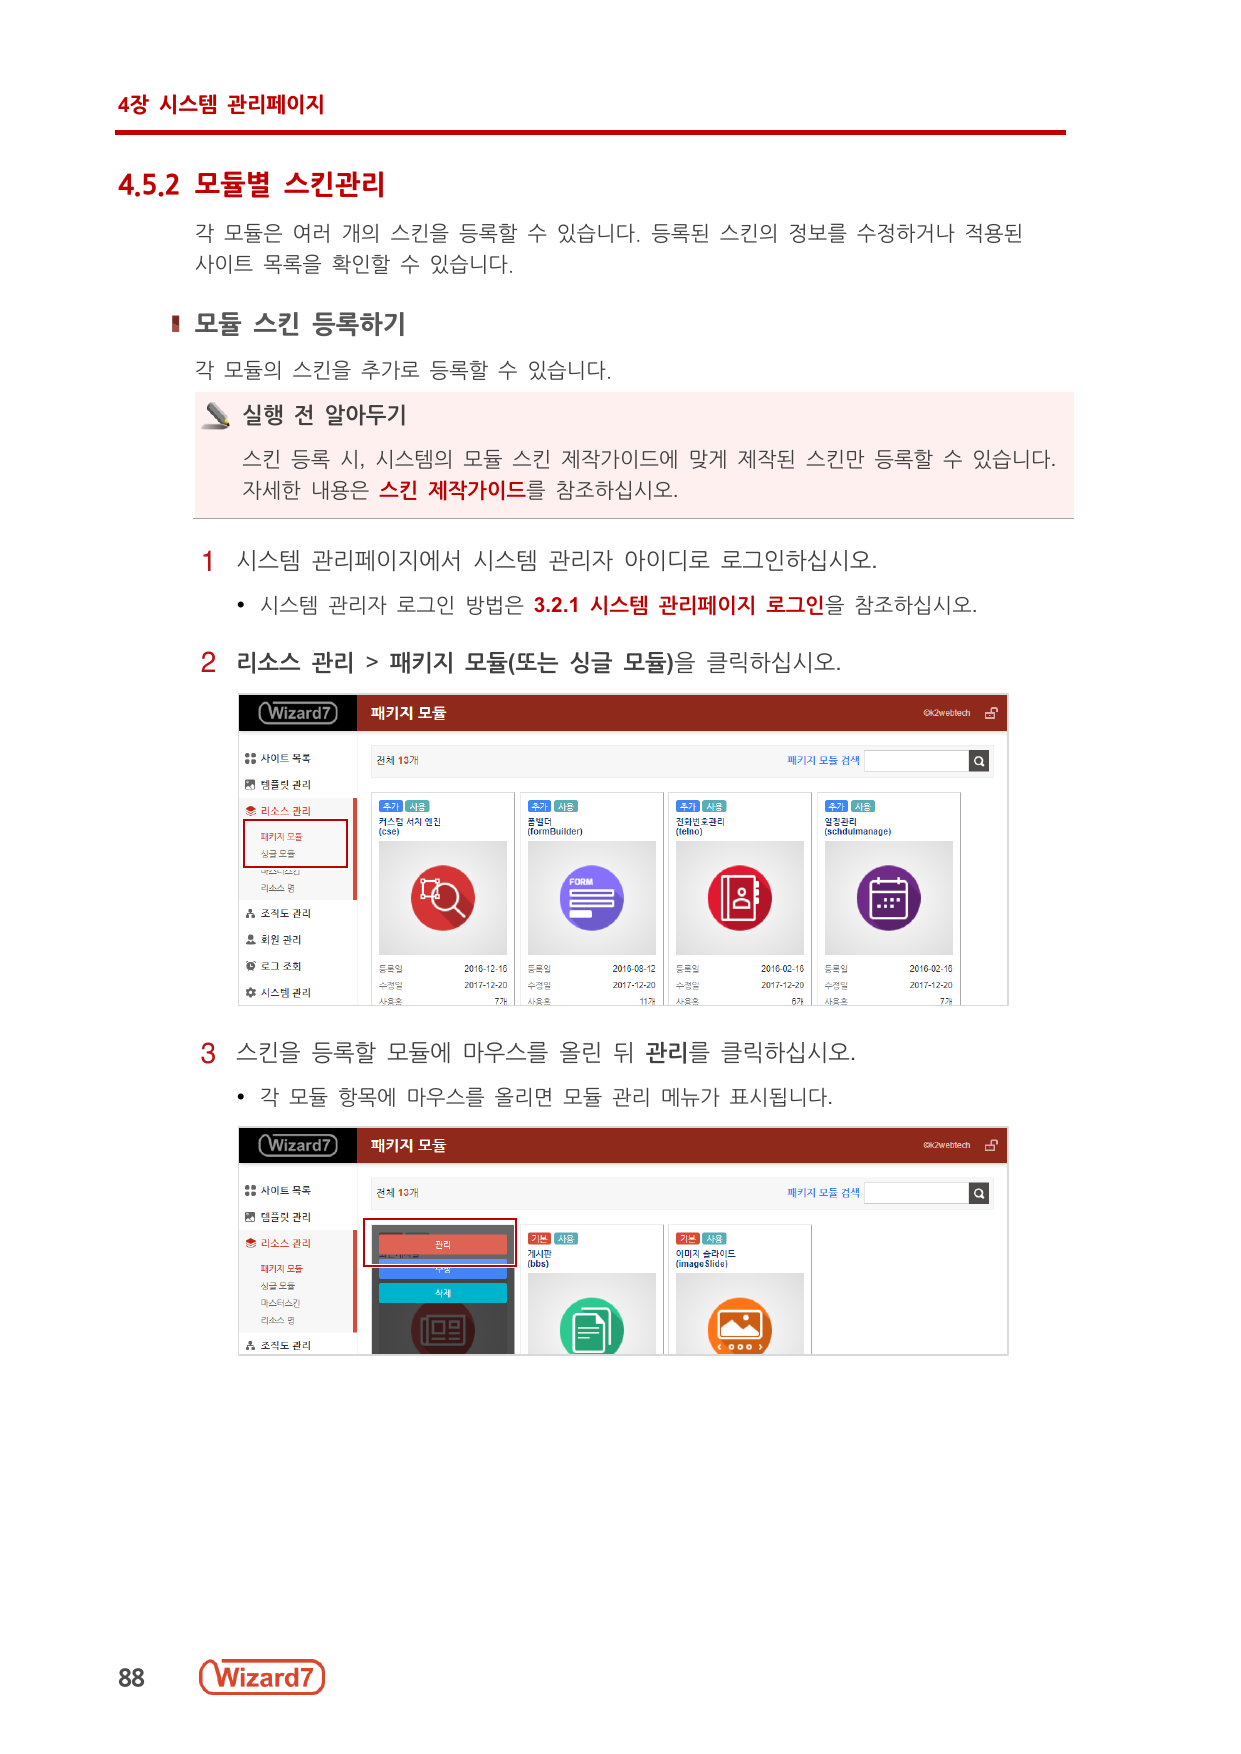 4장 시스템 관리페이지
4.5.2 모듈별 스킨관리
각 모듈은 여러 개의 스킨을 등록할 수 있습니다. 등록된 스킨의 정보를 수정하거나 적용된
사이트 목록을 확인할 수 있습니다.
모듈 스킨 등록하기
각 모듈의 스킨을 추가로 등록할 수 있습니다.
실행 전 알아두기
스킨 등록 시, 시스템의 모듈 스킨 제작가이드에 맞게 제작된 스킨만 등록할 수 있습니다.
자세한 내용은 스킨 제작가이드를 참조하십시오.
1 시스템 관리페이지에서 시스템 관리자 아이디로 로그인하십시오.
• 시스템 관리자 로그인 방법은 3.2.1 시스템 관리페이지 로그인을 참조하십시오.
2 리소스 관리 > 패키지 모듈(또는 싱글 모듈)을 클릭하십시오.
Wizard7 패키지 모듈 ©k2webtech
사이트 목록
템플릿 관리
리소스 관리
패키지 모듈
싱글 모듈
마스터스킨
리소스 명
조직도 관리
회원 관리
로그 조회
시스템 관리
전체 13개 패키지 모듈 검색
추가 사용 추가 사용 추가 사용 추가 사용
커스텀 서치 엔진 폼빌더 전화번호관리 일정관리
(cse) (formBuilder) (telno) (schdulmanage)
FORM
등록일 2016-12-16 등록일 2016-08-12 등록일 2016-02-16 등록일 2016-02-16
수정일 2017-12-20 수정일 2017-12-20 수정일 2017-12-20 수정일 2017-12-20
사용홈 7개 사용홈 11개 사용홈 6개 사용홈 7개
3 스킨을 등록할 모듈에 마우스를 올린 뒤 관리를 클릭하십시오.
• 각 모듈 항목에 마우스를 올리면 모듈 관리 메뉴가 표시됩니다.
Wizard7 패키지 모듈 ©k2webtech
사이트 목록
템플릿 관리
리소스 관리
패키지 모듈
싱글 모듈
마스터스킨
리소스 명
조직도 관리
전체 13개 패키지 모듈 검색
관리
수정
삭제
기본 사용 기본 사용
게시판 이미지 슬라이드
(bbs) (imageSlide)
88 Wizard7